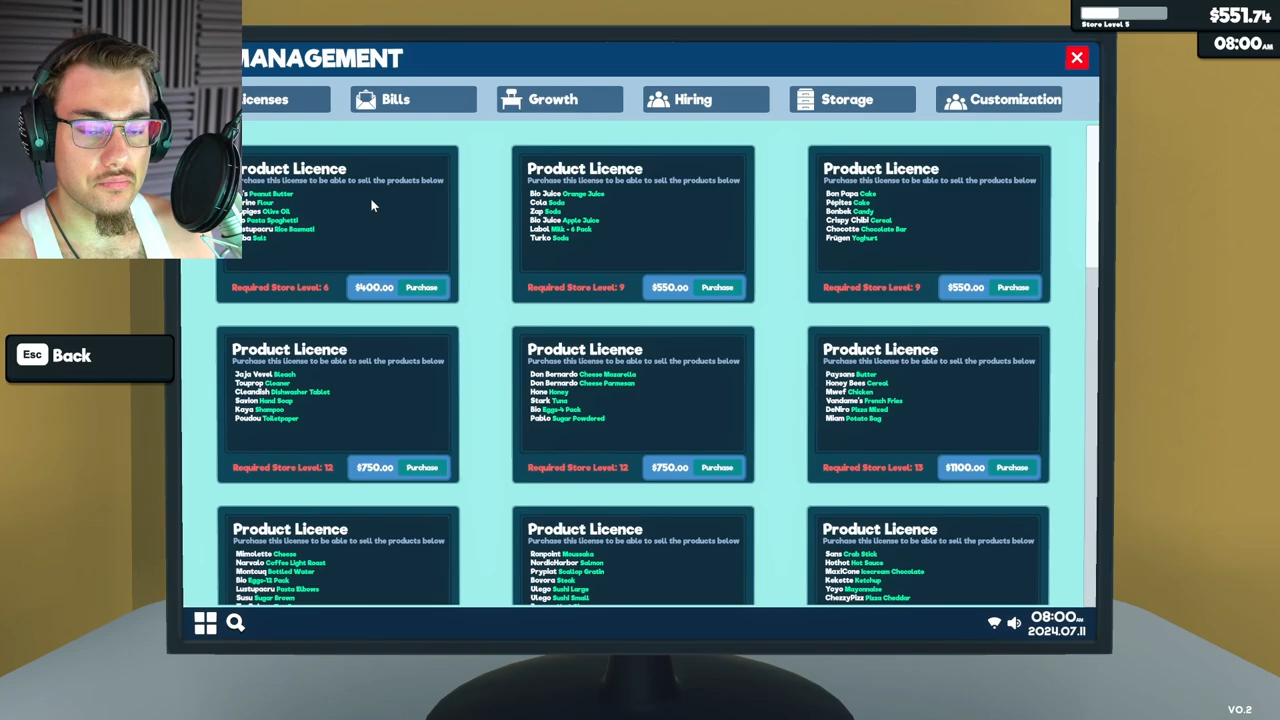 Store Level 5
$551.74
08:00AM
MANAGEMENT
icenses
Bills
Growth
Hiring
Storage
Customization
Esc Back
roduct Licence
chase this license to be able to sell the products below
Peanut Butter
Flour
Olive Oil
Pasta Spaghetti
ustupacru Rice Basmati
Salt
Required Store Level: 6
$400.00 Purchase
Product Licence
Purchase this license to be able to sell the products below
Bio Juice Orange Juice
Cola Soda
Zap Soda
Bio Juice Apple Juice
Labol Milk - 6 Pack
Turko Soda
Required Store Level: 9
$550.00 Purchase
Product Licence
Purchase this license to be able to sell the products below
Bon Papa Cake
Pépites Cake
Bonbek Candy
Crispy Chibi Cereal
Chocotte Chocolate Bar
Frügen Yoghurt
Required Store Level: 9
$550.00 Purchase
Product Licence
Purchase this license to be able to sell the products below
Jaja Vevel Bleach
Touprop Cleaner
Cleandish Dishwasher Tablet
Savlon Hand Soap
Kaya Shampoo
Poudou Toiletpaper
Required Store Level: 12
$750.00 Purchase
Product Licence
Purchase this license to be able to sell the products below
Don Bernardo Cheese Mozarella
Don Bernardo Cheese Parmesan
Hone Honey
Stark Tuna
Bio Eggs-4 Pack
Pablo Sugar Powdered
Required Store Level: 12
$750.00 Purchase
Product Licence
Purchase this license to be able to sell the products below
Paysans Butter
Honey Bees Cereal
Mwef Chicken
Vandame's French Fries
DeNiro Pizza Mixed
Miam Potato Bag
Required Store Level: 13
$1100.00 Purchase
Product Licence
Purchase this license to be able to sell the products below
Mimolette Cheese
Narvalo Coffee Light Roast
Montcuq Bottled Water
Bio Eggs-12 Pack
Lustupacru Pasta Elbows
Susu Sugar Brown
Product Licence
Purchase this license to be able to sell the products below
Ronpoint Moussaka
NordicHarbor Salmon
Prypiat Scallop Gratin
Bovora Steak
Ulego Sushi Large
Ulego Sushi Small
Product Licence
Purchase this license to be able to sell the products below
Sans Crab Stick
Hothot Hot Sauce
MaxiCone Icecream Chocolate
Kekette Ketchup
Yoyo Mayonnaise
ChezzyPizz Pizza Cheddar
08:00AM
2024.07.11
V0.2